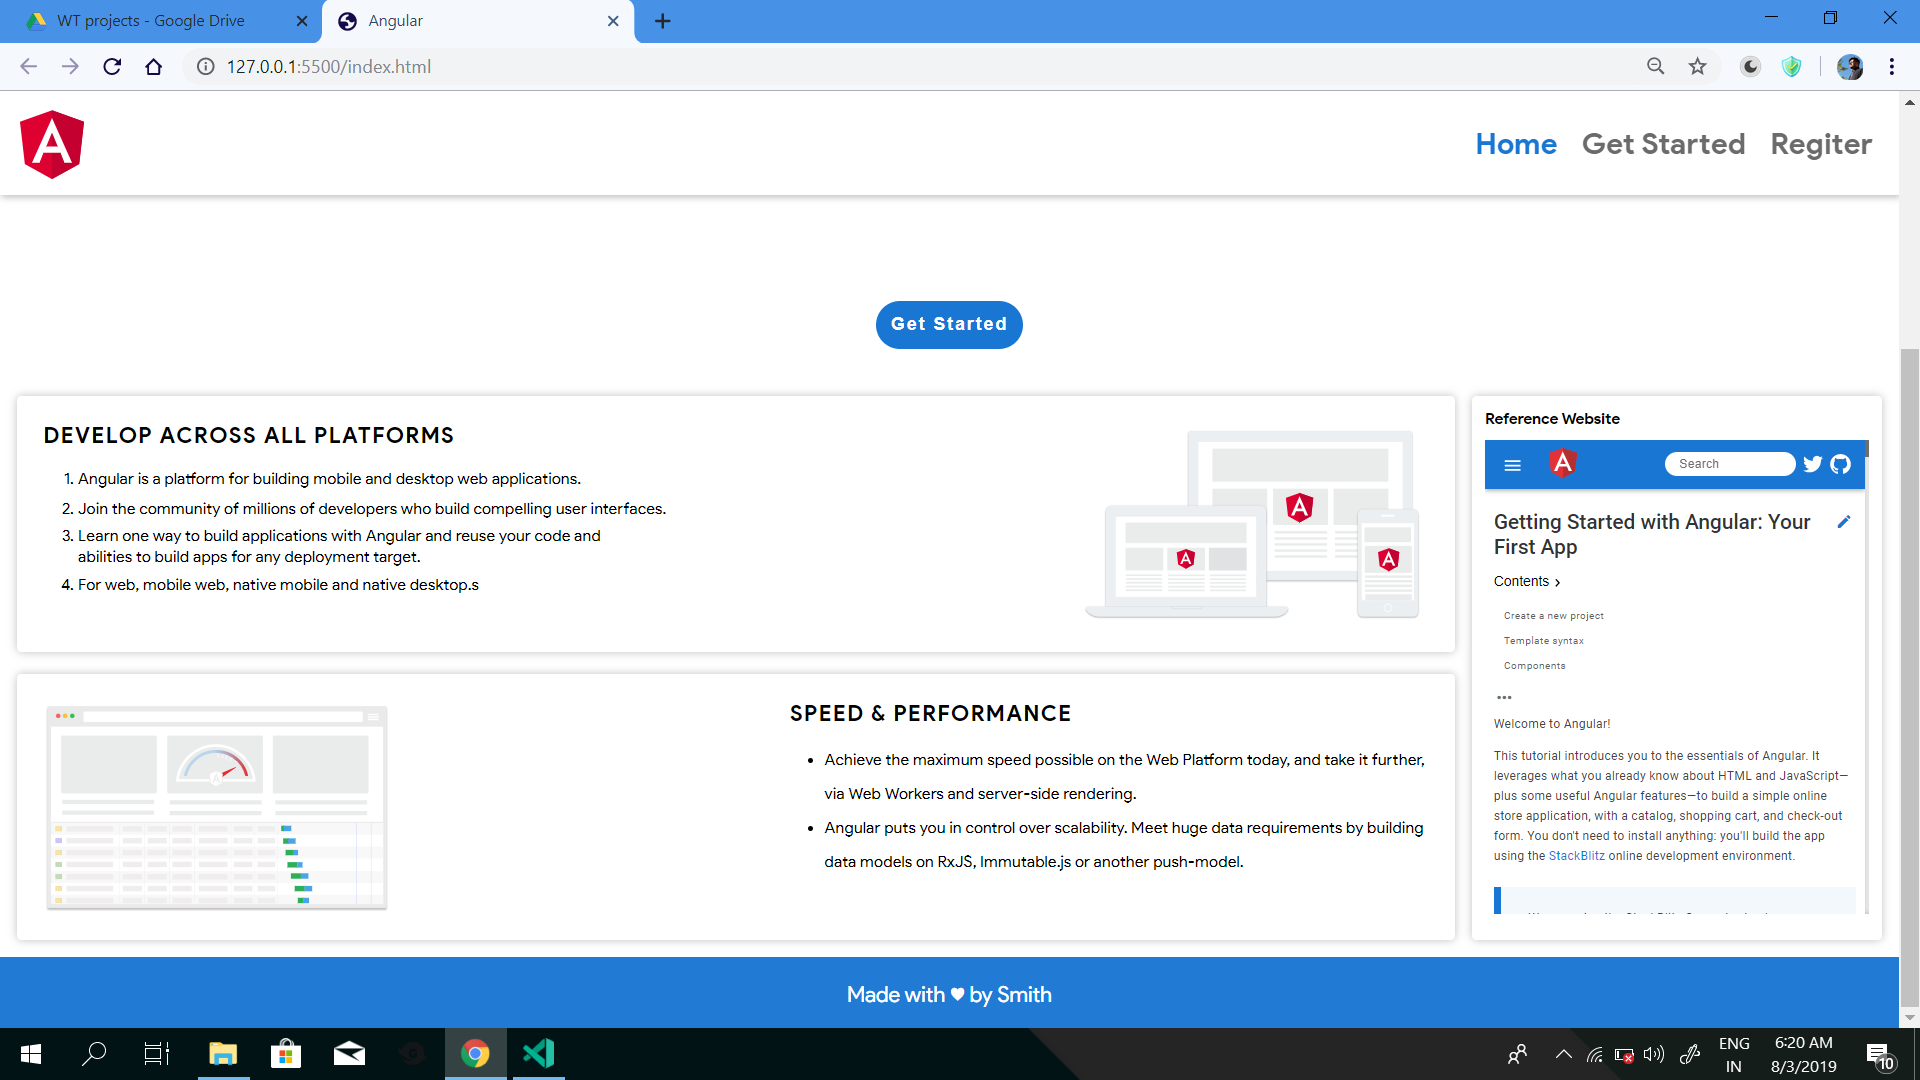 WT projects - Google Drive
Angular
127.0.0.1:5500/index.html
Home Get Started Regiter
Get Started
DEVELOP ACROSS ALL PLATFORMS
1. Angular is a platform for building mobile and desktop web applications.
2. Join the community of millions of developers who build compelling user interfaces.
3. Learn one way to build applications with Angular and reuse your code and
abilities to build apps for any deployment target.
4. For web, mobile web, native mobile and native desktop.s
SPEED & PERFORMANCE
• Achieve the maximum speed possible on the Web Platform today, and take it further,
via Web Workers and server-side rendering.
• Angular puts you in control over scalability. Meet huge data requirements by building
data models on RxJS, Immutable.js or another push-model.
Reference Website
Search
Getting Started with Angular: Your
First App
Contents
Create a new project
Template syntax
Components
Welcome to Angular!
This tutorial introduces you to the essentials of Angular. It
leverages what you already know about HTML and JavaScript—
plus some useful Angular features—to build a simple online
store application, with a catalog, shopping cart, and check-out
form. You don't need to install anything: you'll build the app
using the StackBlitz online development environment.
Made with ♥ by Smith
ENG
IN
6:20 AM
8/3/2019
10